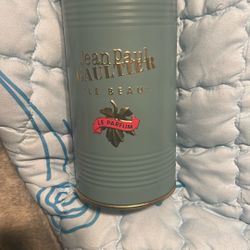 Jean Paul
GAULTIER
"LE BEAU"
LE PARFUM